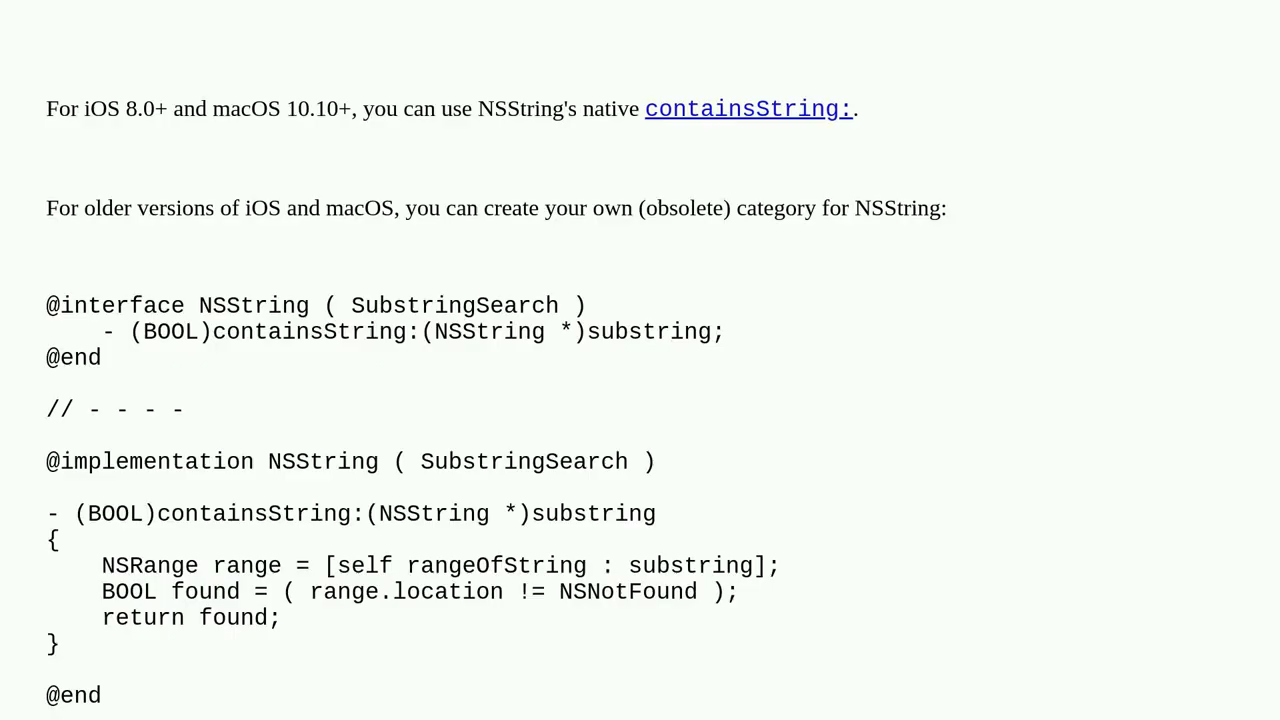 For iOS 8.0+ and macOS 10.10+, you can use NSString's native containsString:.
For older versions of iOS and macOS, you can create your own (obsolete) category for NSString:
@interface NSString ( SubstringSearch )
    - (BOOL)containsString:(NSString *)substring;
@end
// - - - -
@implementation NSString ( SubstringSearch )
- (BOOL)containsString:(NSString *)substring
{
    NSRange range = [self rangeOfString : substring];
    BOOL found = ( range.location != NSNotFound );
    return found;
}
@end